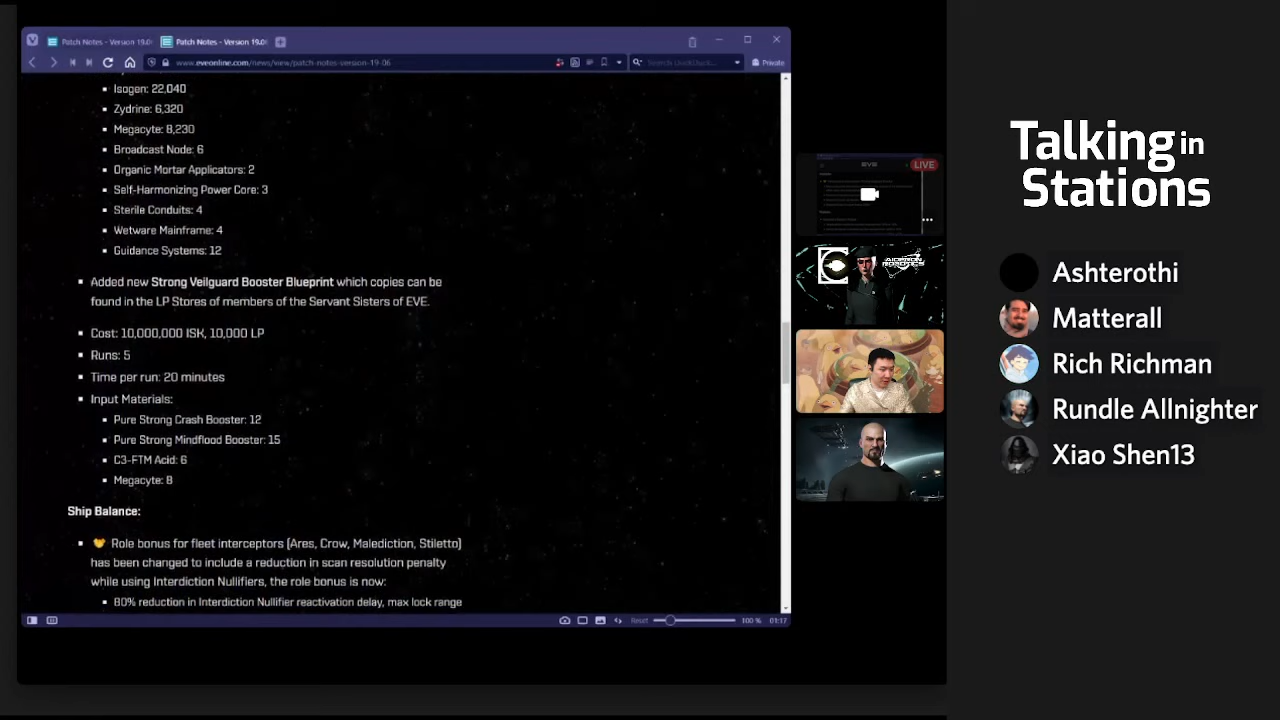 Patch Notes - Version 19.0
Patch Notes - Version 19.0
www.eveonline.com/news/view/patch-notes-version-19-06
Private
Isogen: 22,040
Zydrine: 6,320
Megacyte: 8,230
Broadcast Node: 6
Organic Mortar Applicators: 2
Self-Harmonizing Power Core: 3
Sterile Conduits: 4
Wetware Mainframe: 4
Guidance Systems: 12
Added new Strong Veilguard Booster Blueprint which copies can be
found in the LP Stores of members of the Servant Sisters of EVE.
Cost: 10,000,000 ISK, 10,000 LP
Runs: 5
Time per run: 20 minutes
Input Materials:
Pure Strong Crash Booster: 12
Pure Strong Mindflood Booster: 15
C3-FTM Acid: 6
Megacyte: 8
Ship Balance:
Role bonus for fleet interceptors (Ares, Crow, Malediction, Stiletto)
has been changed to include a reduction in scan resolution penalty
while using Interdiction Nullifiers, the role bonus is now:
80% reduction in Interdiction Nullifier reactivation delay, max lock range
Reset
100 %
01:17
EVE
LIVE
Talking in
Stations
Ashterothi
Matterall
Rich Richman
Rundle Allnighter
Xiao Shen13